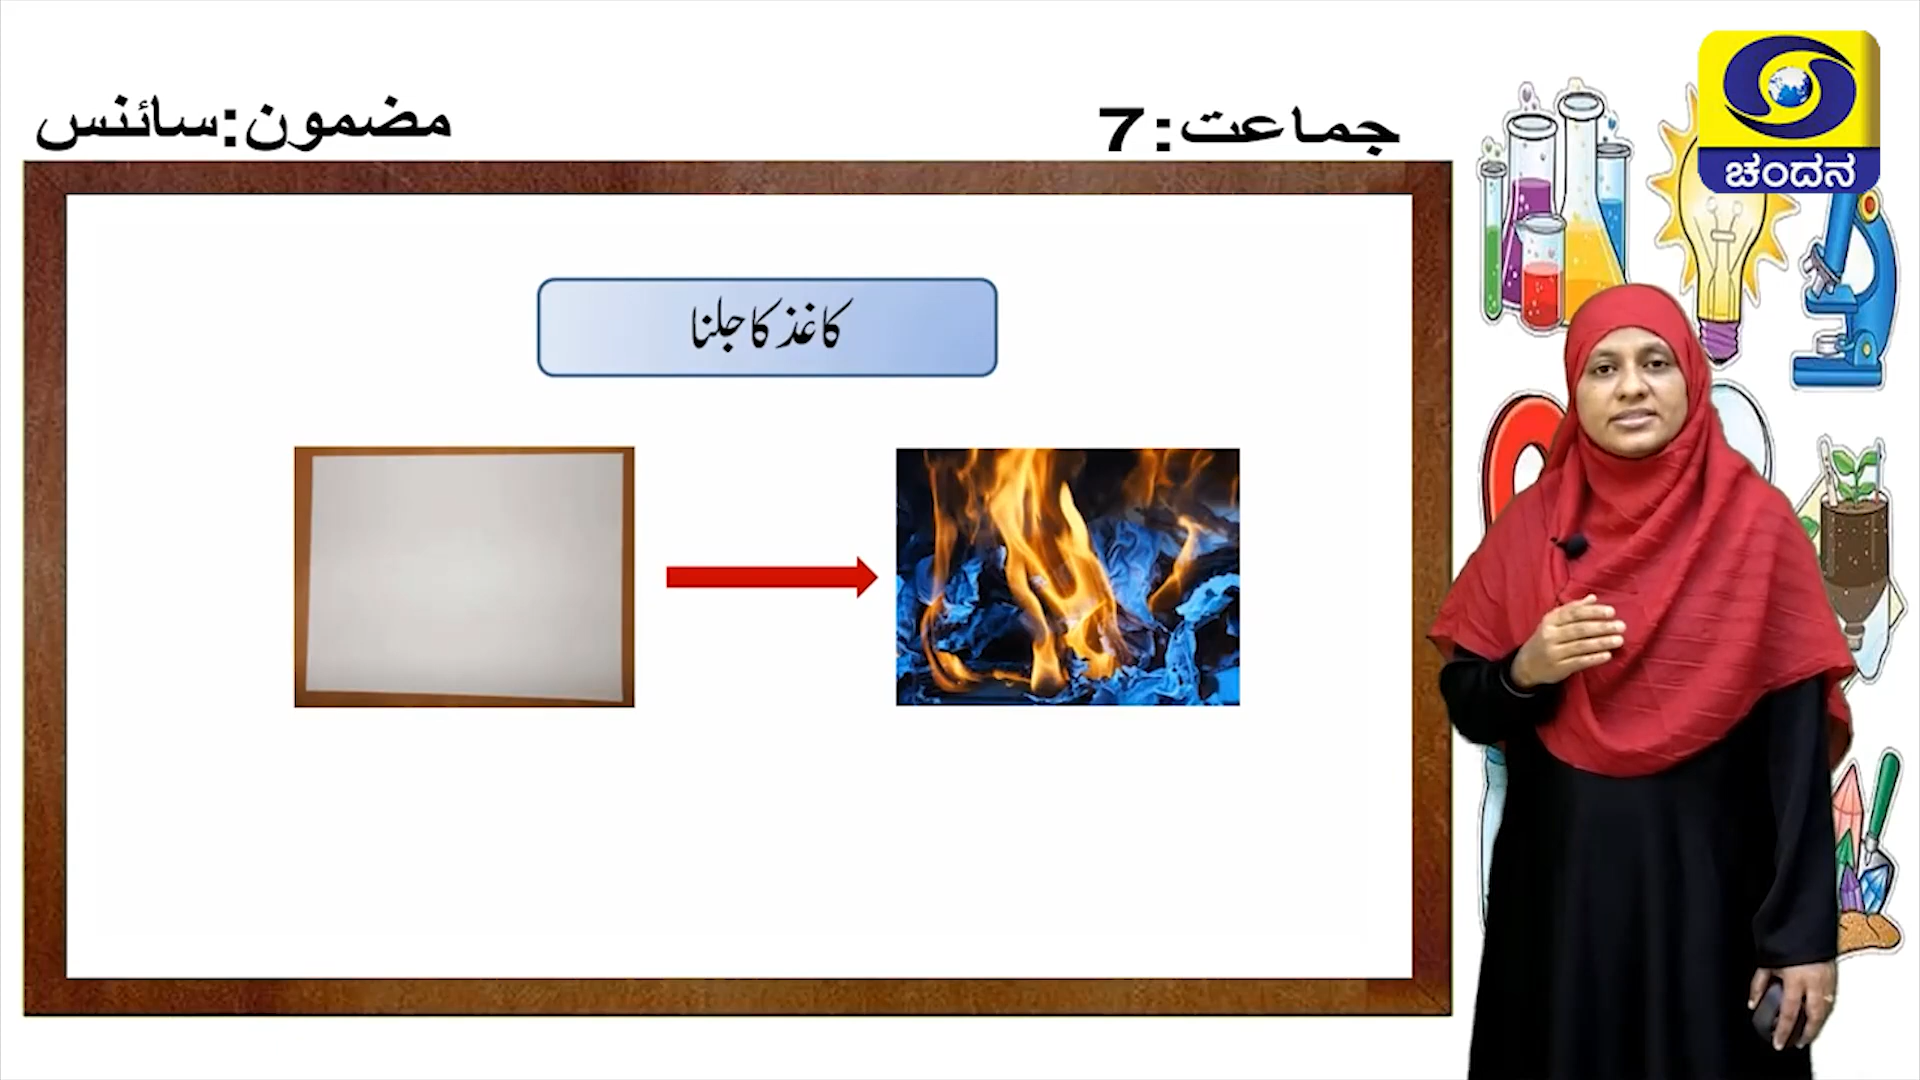 جماعت:7
مضمون:سائنس
ಚಂದನ
کاغذ کا جلنا